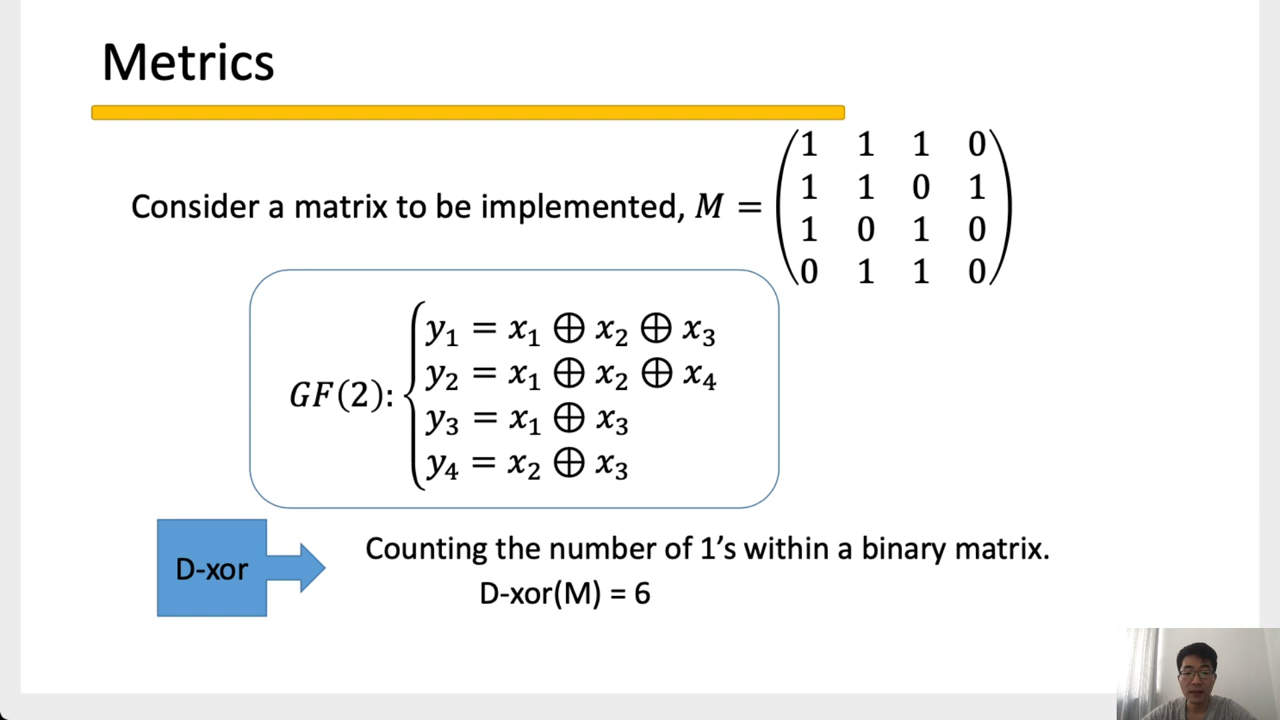 Metrics
Consider a matrix to be implemented, M =
1 1 1 0
1 1 0 1
1 0 1 0
0 1 1 0
GF(2):
y₁ = x₁ ⊕ x₂ ⊕ x₃
y₂ = x₁ ⊕ x₂ ⊕ x₄
y₃ = x₁ ⊕ x₃
y₄ = x₂ ⊕ x₃
D-xor
Counting the number of 1’s within a binary matrix.
D-xor(M) = 6